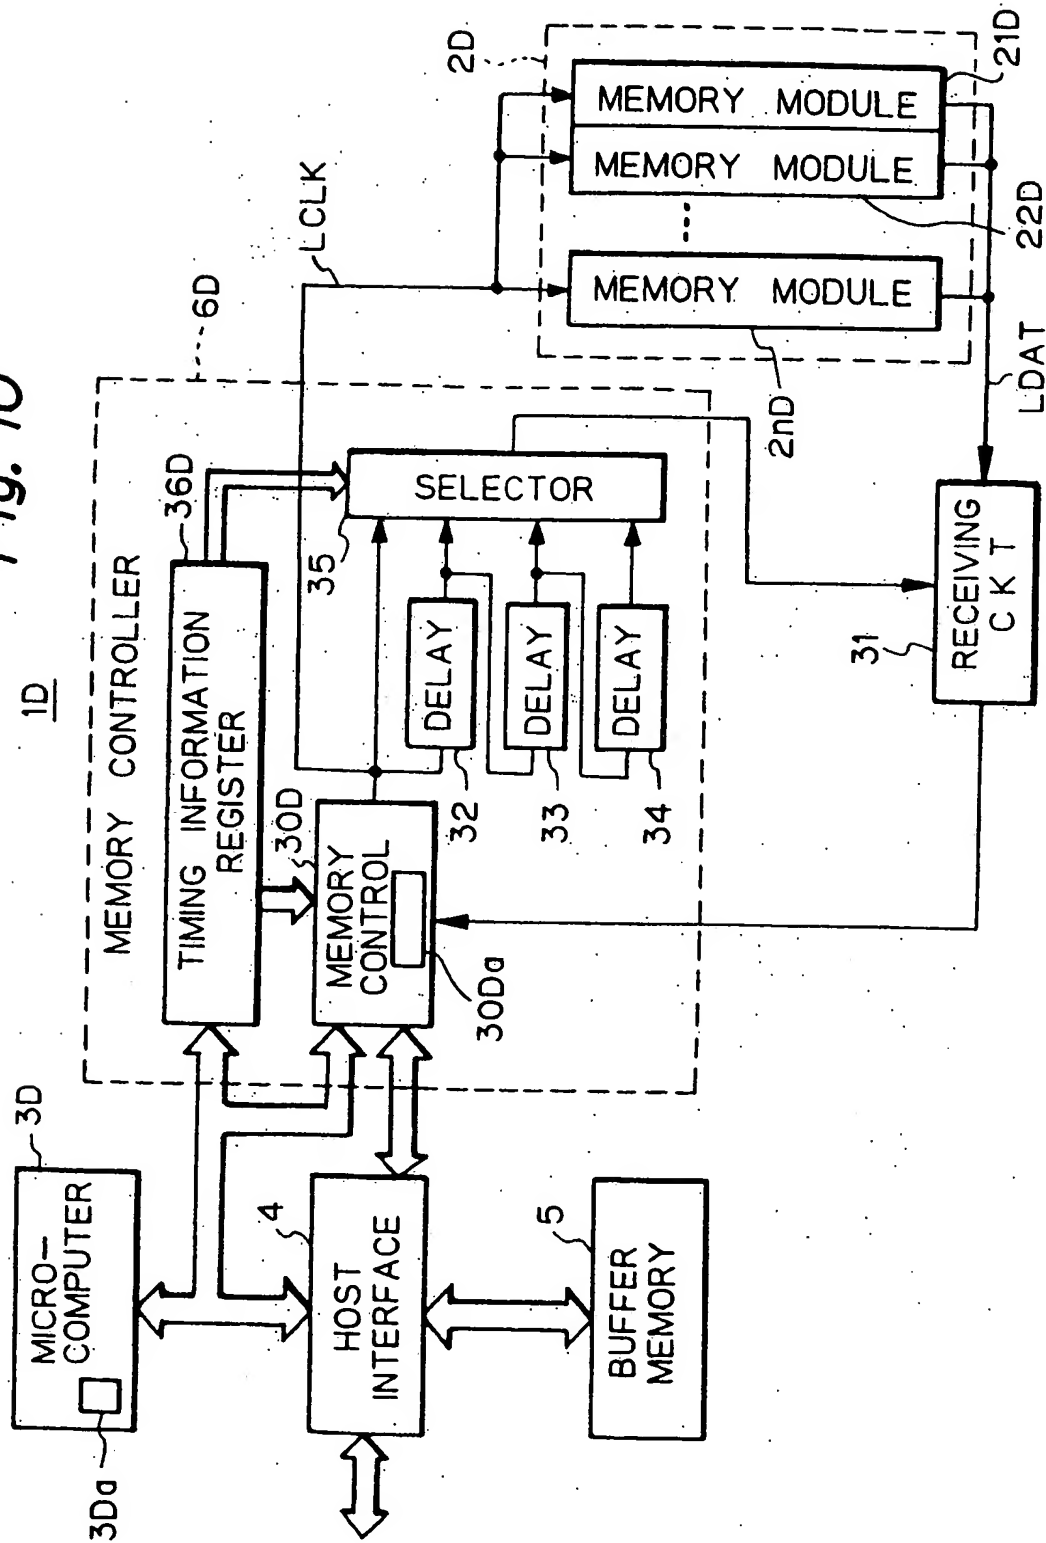 Fig. 10
1D
MEMORY CONTROLLER
6D
3D
MICRO-
COMPUTER
3Da
TIMING INFORMATION
REGISTER
36D
30D
MEMORY
CONTROL
30Da
35
SELECTOR
DELAY
32
DELAY
33
DELAY
34
LCLK
4
HOST
INTERFACE
5
BUFFER
MEMORY
2D
MEMORY MODULE
21D
MEMORY MODULE
22D
MEMORY MODULE
2nD
LDAT
31
RECEIVING
CKT